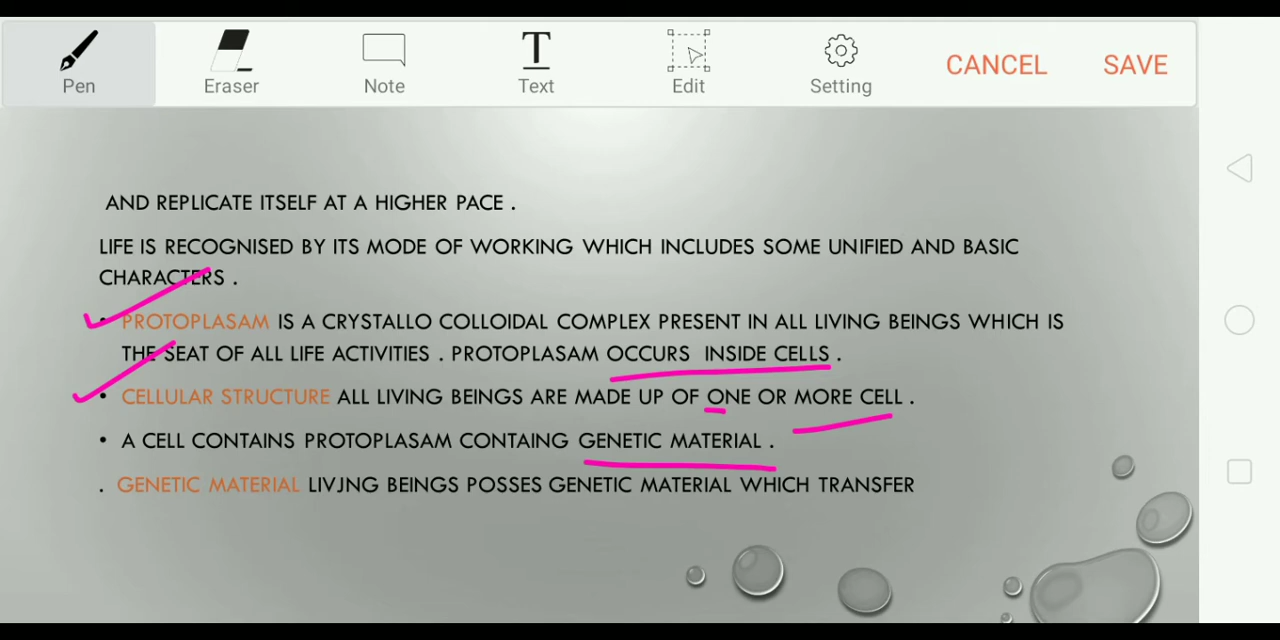 Pen Eraser Note T Text Edit Setting CANCEL SAVE
AND REPLICATE ITSELF AT A HIGHER PACE .
LIFE IS RECOGNISED BY ITS MODE OF WORKING WHICH INCLUDES SOME UNIFIED AND BASIC
CHARACTERS .
• PROTOPLASAM IS A CRYSTALLO COLLOIDAL COMPLEX PRESENT IN ALL LIVING BEINGS WHICH IS
THE SEAT OF ALL LIFE ACTIVITIES . PROTOPLASAM OCCURS INSIDE CELLS .
• CELLULAR STRUCTURE ALL LIVING BEINGS ARE MADE UP OF ONE OR MORE CELL .
• A CELL CONTAINS PROTOPLASAM CONTAING GENETIC MATERIAL .
. GENETIC MATERIAL LIVJNG BEINGS POSSES GENETIC MATERIAL WHICH TRANSFER